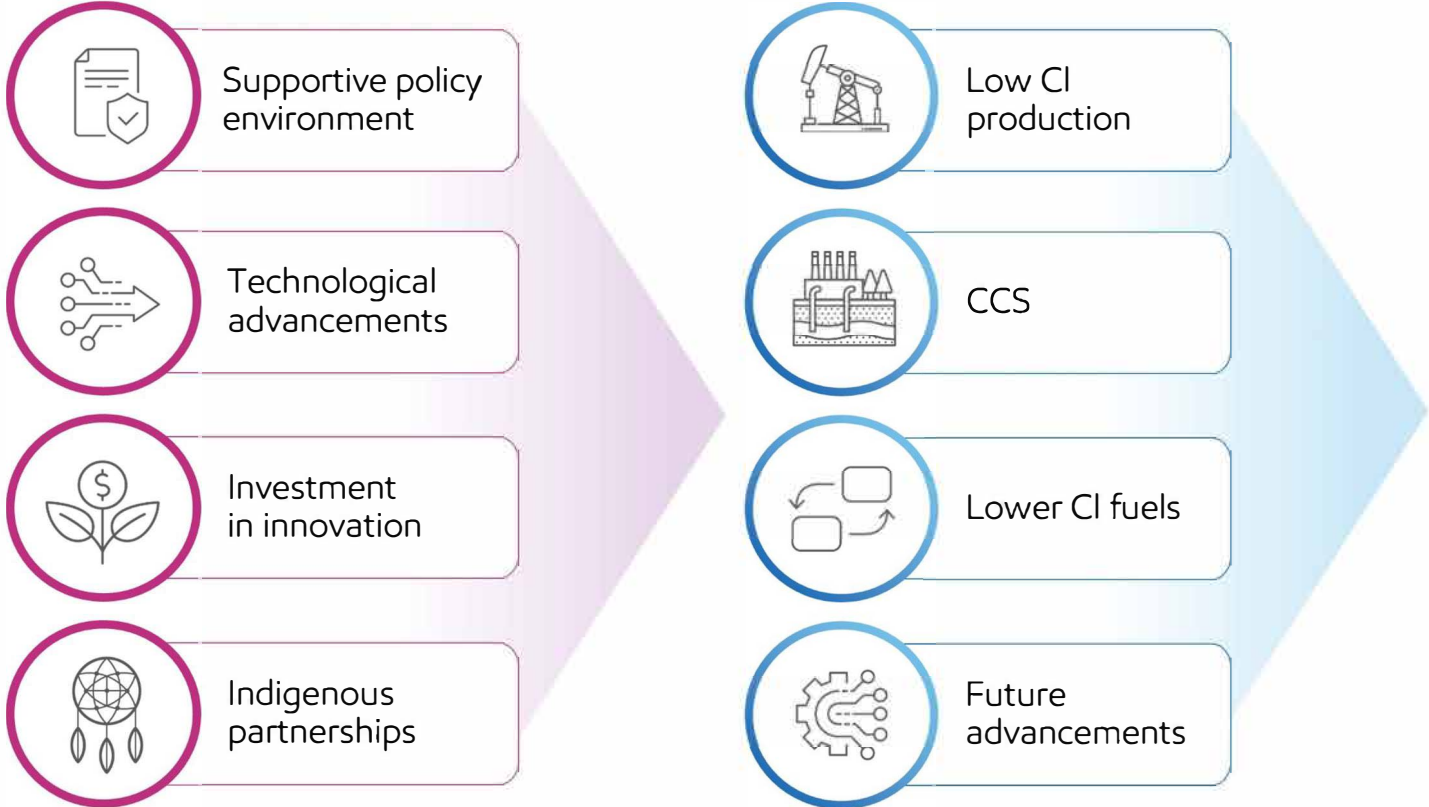 Supportive policy
environment
Technological
advancements
Investment
in innovation
Indigenous
partnerships
Low CI
production
CCS
Lower CI fuels
Future
advancements